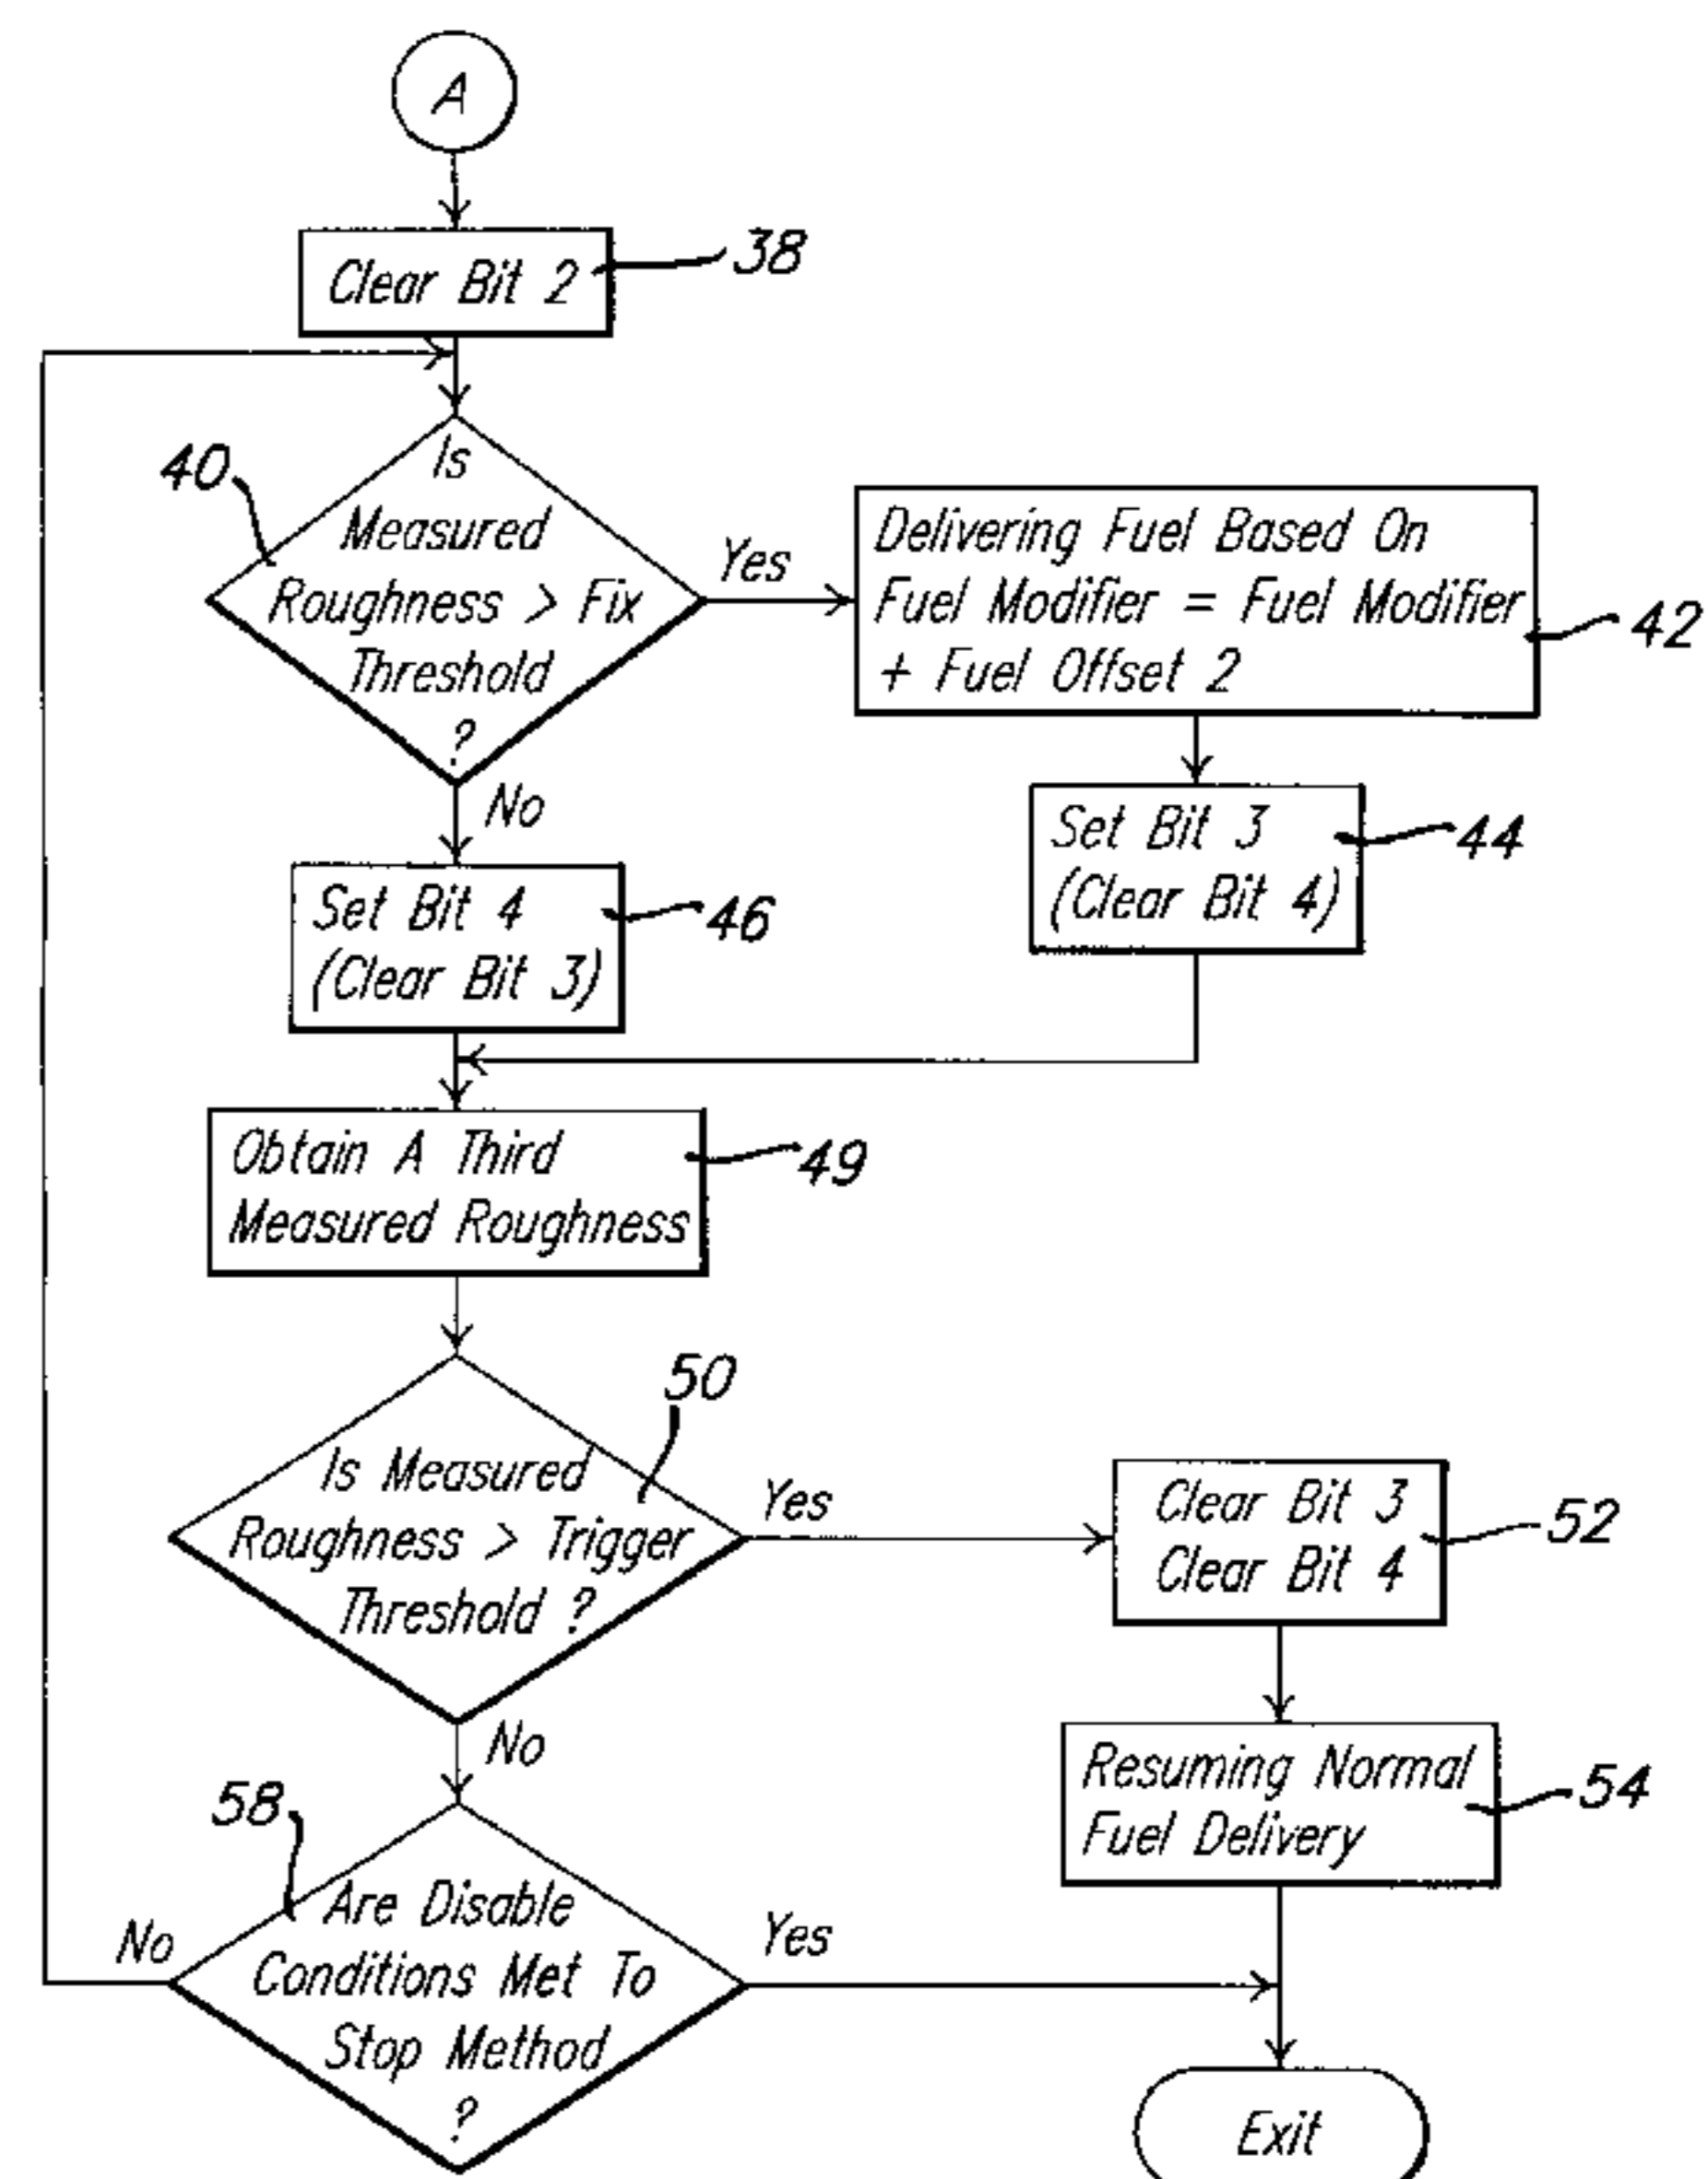 A
Clear Bit 2
38
40
Is
Measured
Roughness > Fix
Threshold
?
Yes
Delivering Fuel Based On
Fuel Modifier = Fuel Modifier
+ Fuel Offset 2
42
No
Set Bit 3
(Clear Bit 4)
44
Set Bit 4
(Clear Bit 3)
46
Obtain A Third
Measured Roughness
49
50
Is Measured
Roughness > Trigger
Threshold ?
Yes
Clear Bit 3
Clear Bit 4
52
No
Resuming Normal
Fuel Delivery
54
58
Are Disable
Conditions Met To
Stop Method
?
No
Yes
Exit